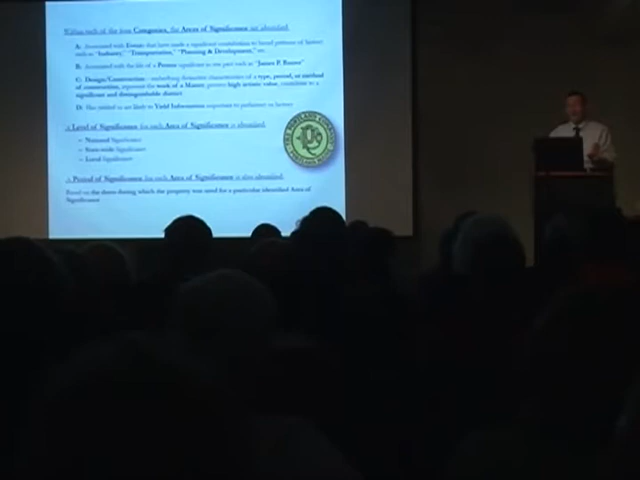 Within each of the four Categories, the Areas of Significance are identified.
A: Associated with Events that have made a significant contribution to broad patterns of history
such as "Industry," "Transportation," "Planning & Development," etc.
B: Associated with the life of a Person significant in our past such as "James P.
C: Design/Construction - embodying distinctive characteristics of a type, period, or method
of construction, represent the work of a Master, possess high artistic value, constitute a
significant and distinguishable district
D: Has yielded or are likely to Yield Information important to prehistory or history
A Level of Significance for each Area of Significance is identified.
– National Significance
– State-wide Significance
– Local Significance
A Period of Significance for each Area of Significance is also identified.
Based on the dates during which the property was used for a particular identified Area of
Significance